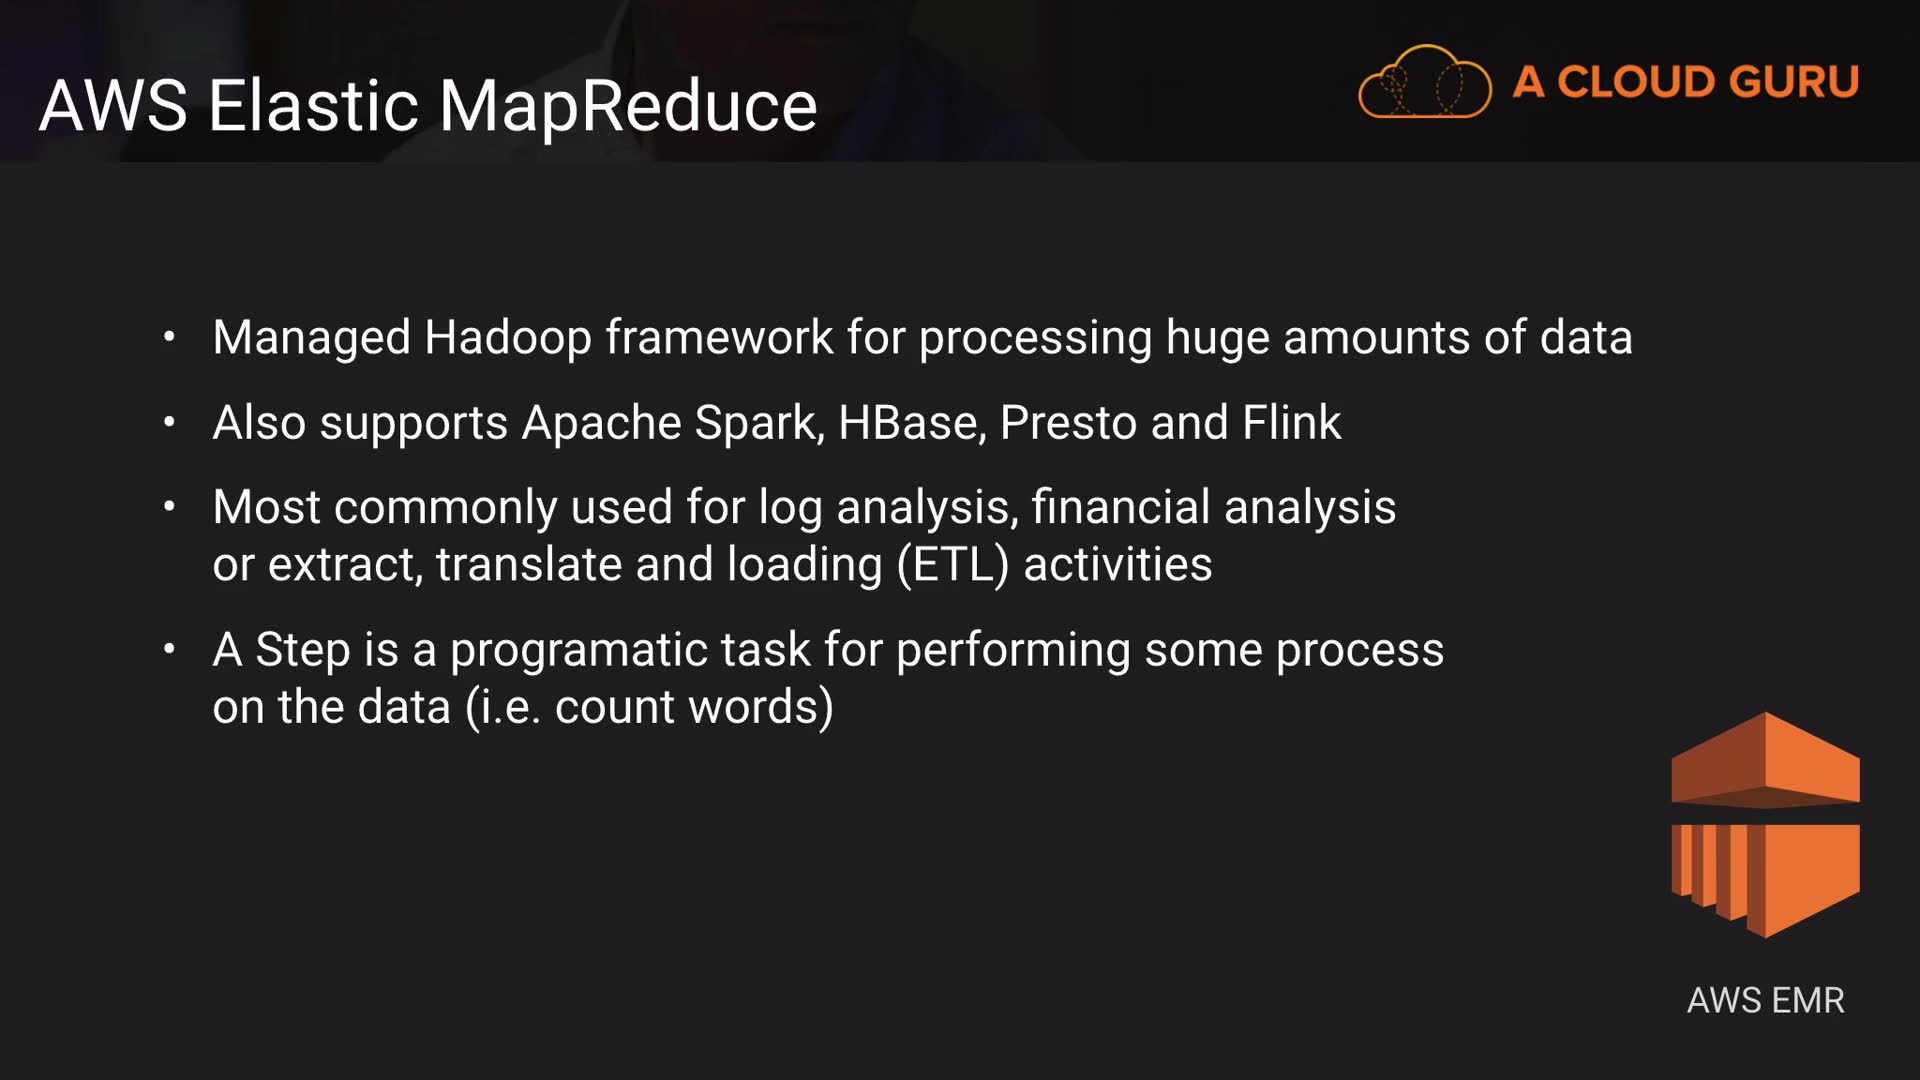 AWS Elastic MapReduce
A CLOUD GURU
• Managed Hadoop framework for processing huge amounts of data
• Also supports Apache Spark, HBase, Presto and Flink
• Most commonly used for log analysis, financial analysis
or extract, translate and loading (ETL) activities
• A Step is a programatic task for performing some process
on the data (i.e. count words)
AWS EMR